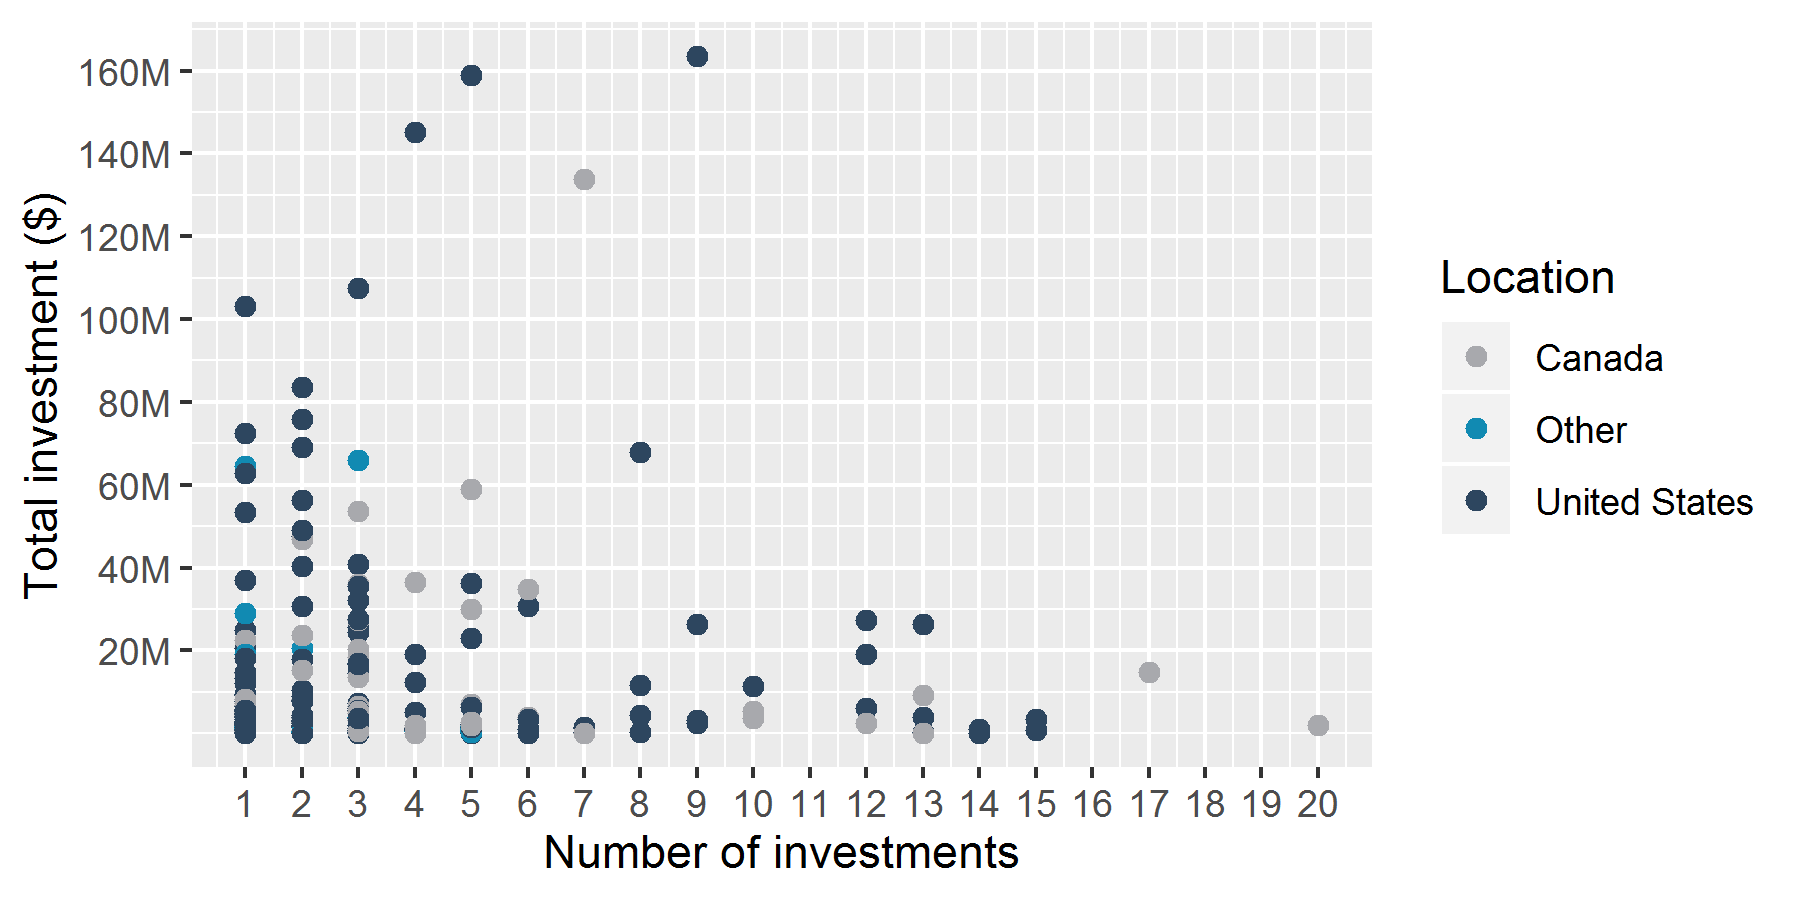 160M
140M
120M
100M
80M
60M
40M
20M
Total investment ($)
1 2 3 4 5 6 7 8 9 10 11 12 13 14 15 16 17 18 19 20
Number of investments
Location
Canada
Other
United States